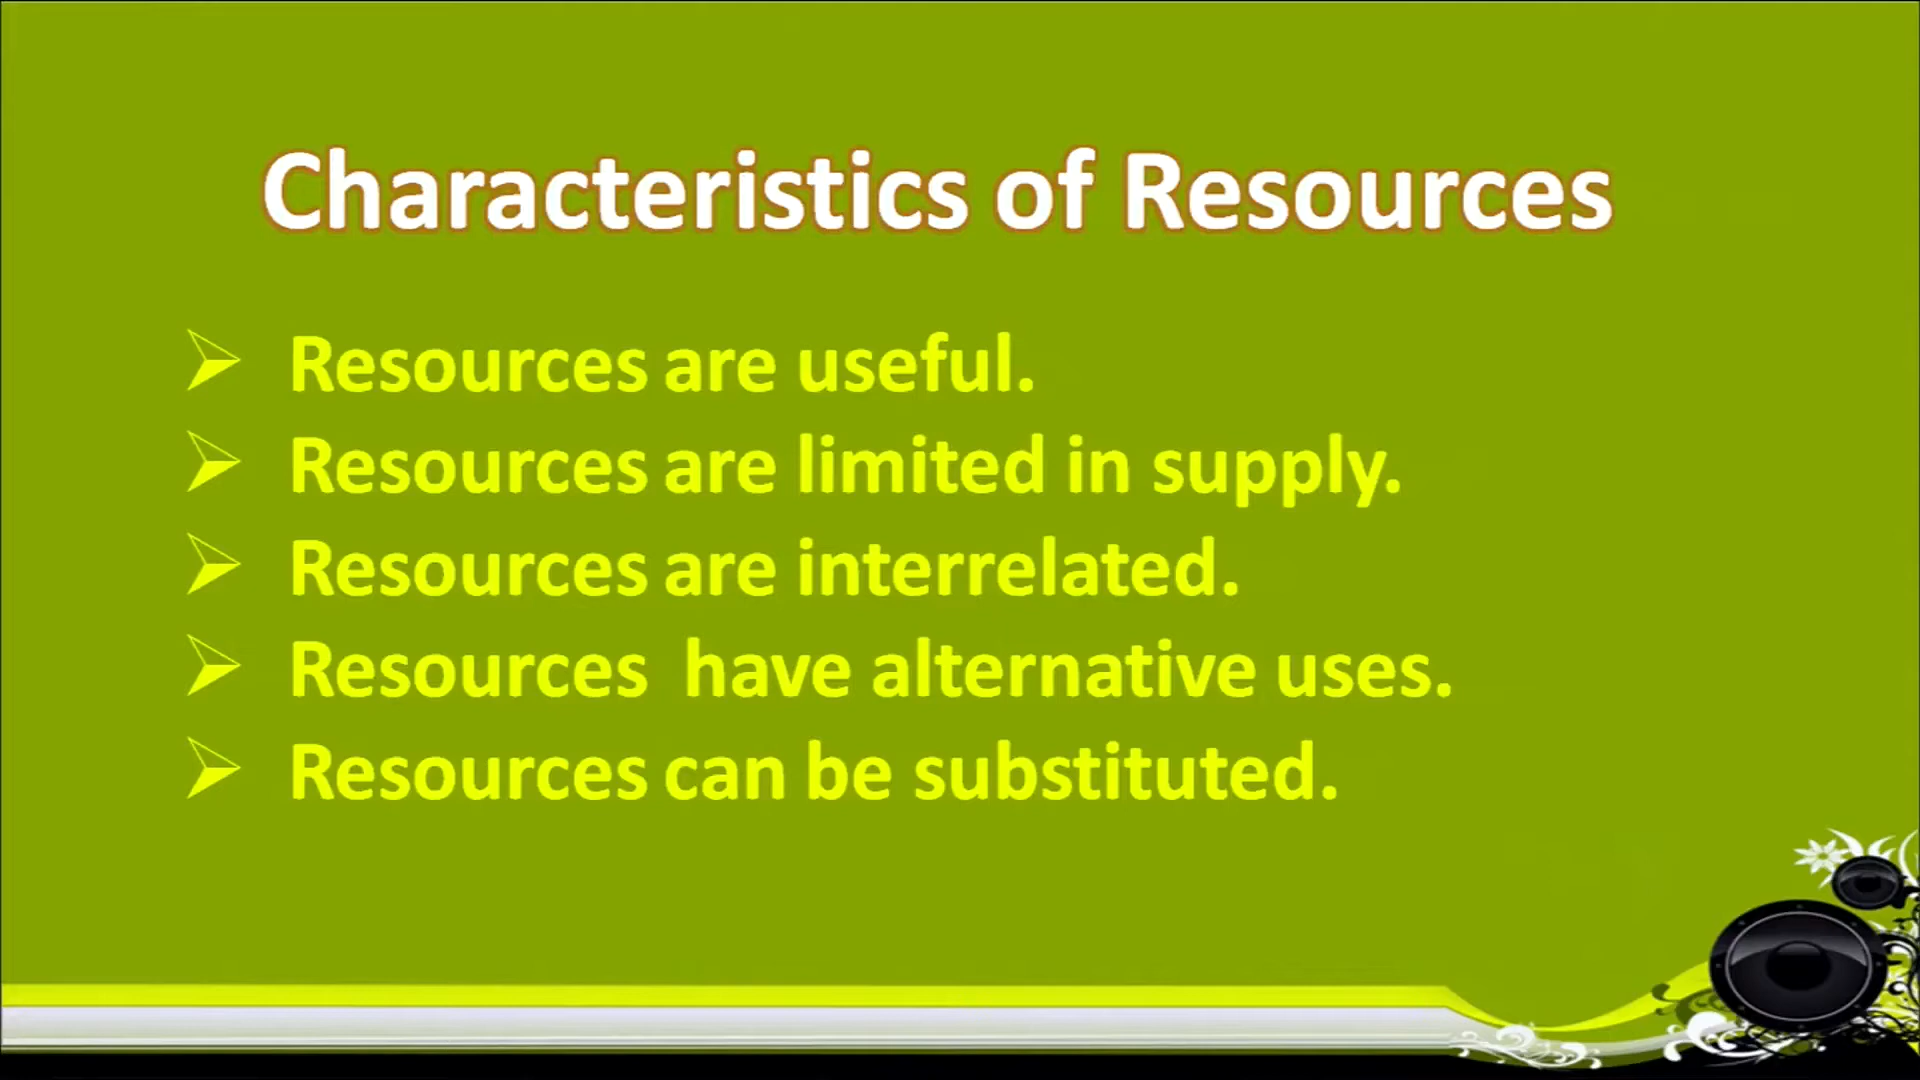 Characteristics of Resources
Resources are useful.
Resources are limited in supply.
Resources are interrelated.
Resources have alternative uses.
Resources can be substituted.